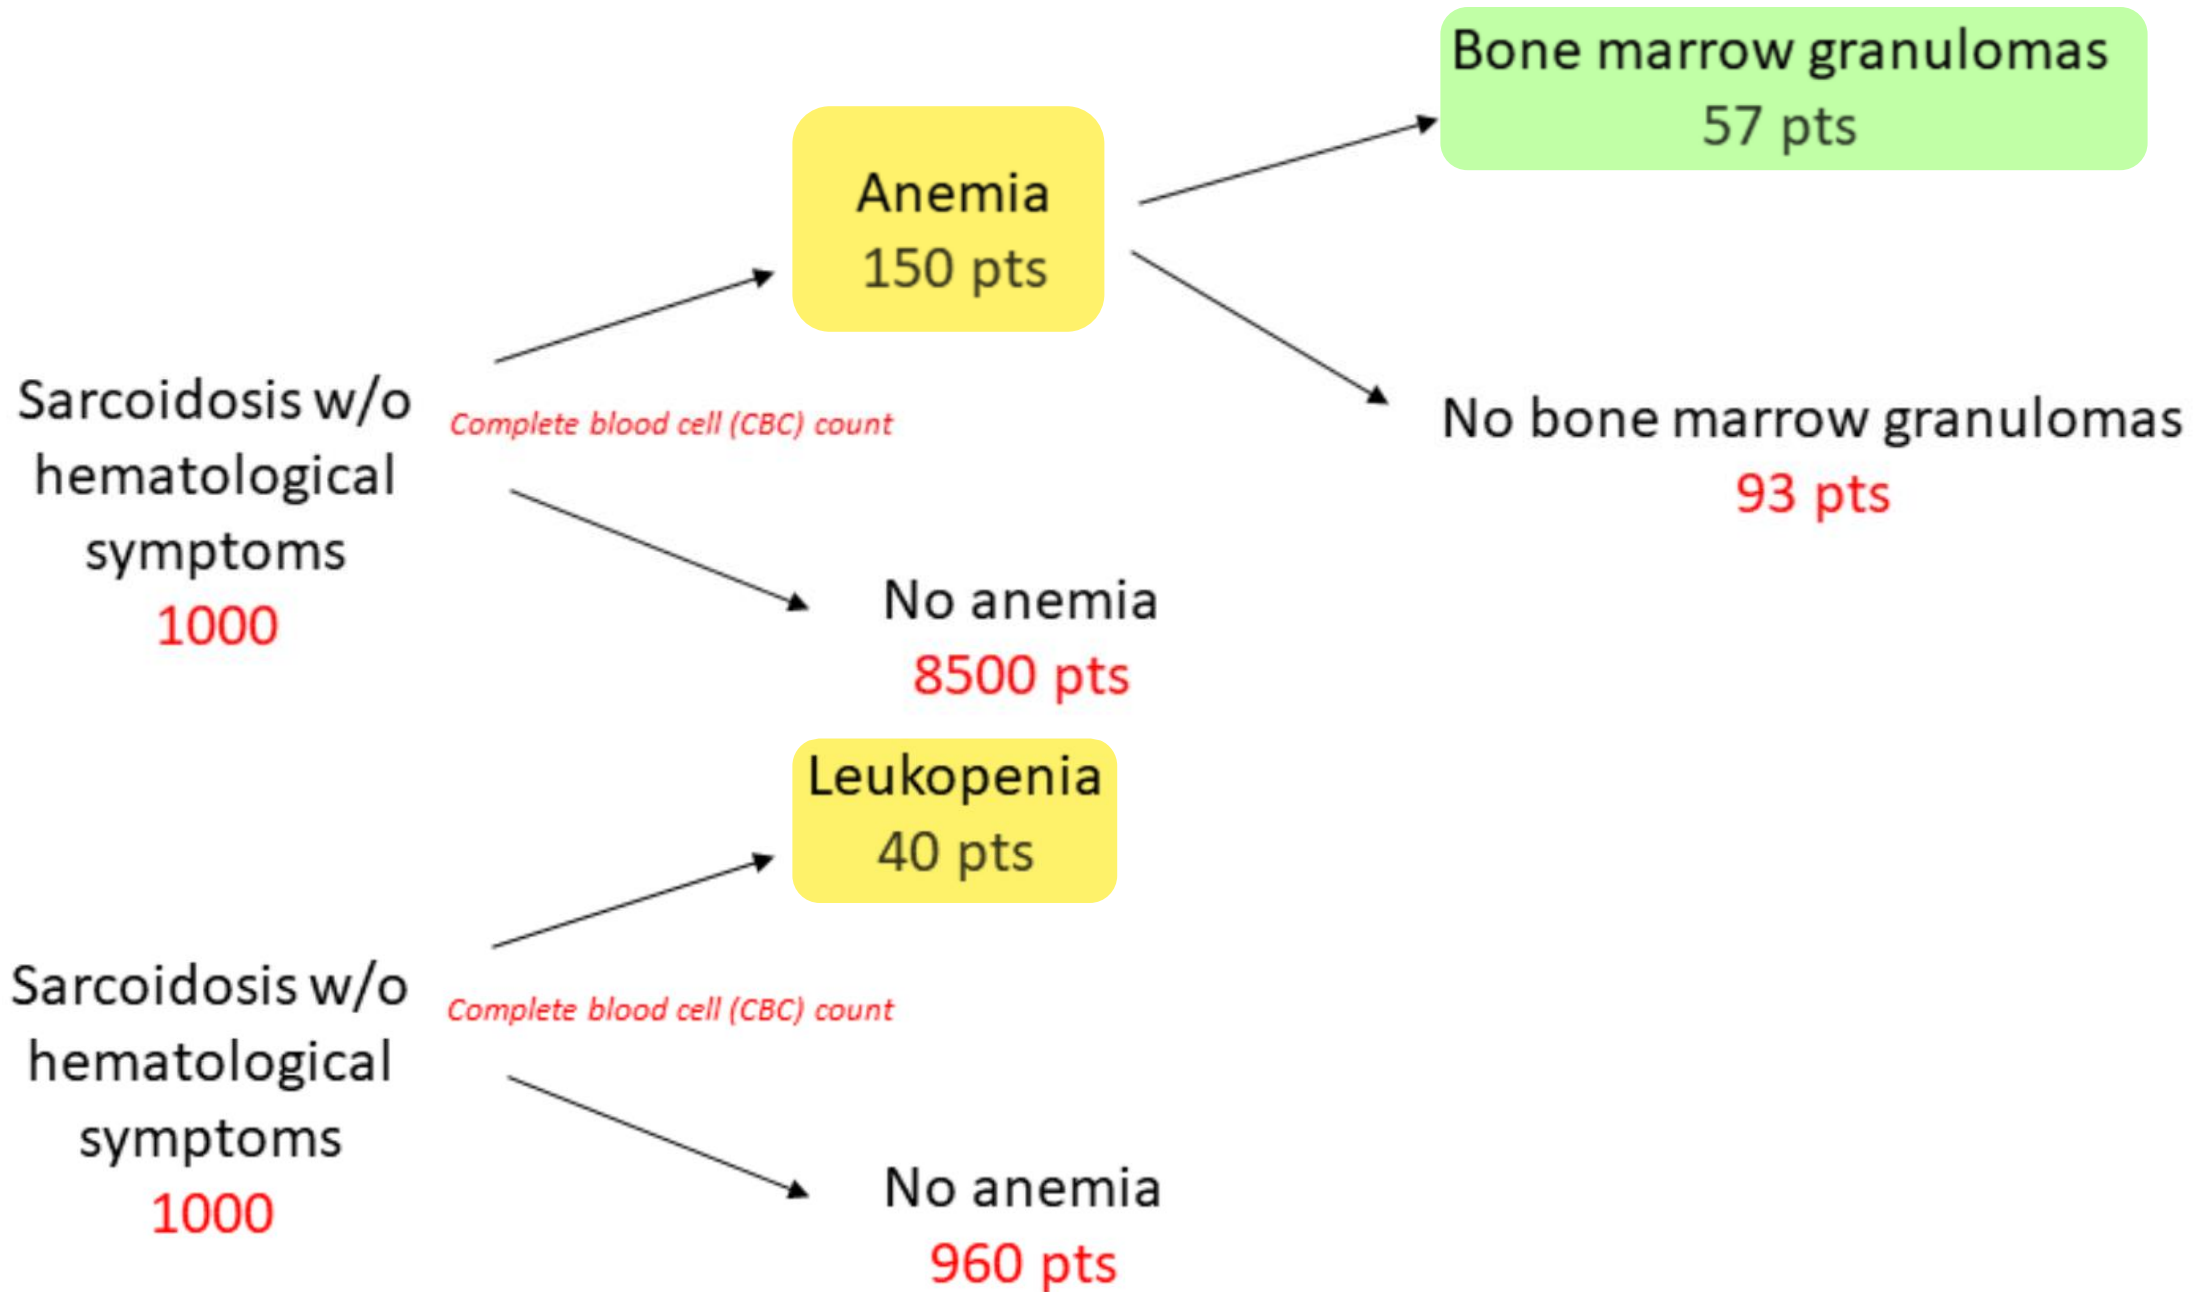 Bone marrow granulomas
57 pts
Anemia
150 pts
Sarcoidosis w/o
hematological
symptoms
1000
Complete blood cell (CBC) count
No bone marrow granulomas
93 pts
No anemia
8500 pts
Leukopenia
40 pts
Sarcoidosis w/o
hematological
symptoms
1000
Complete blood cell (CBC) count
No anemia
960 pts